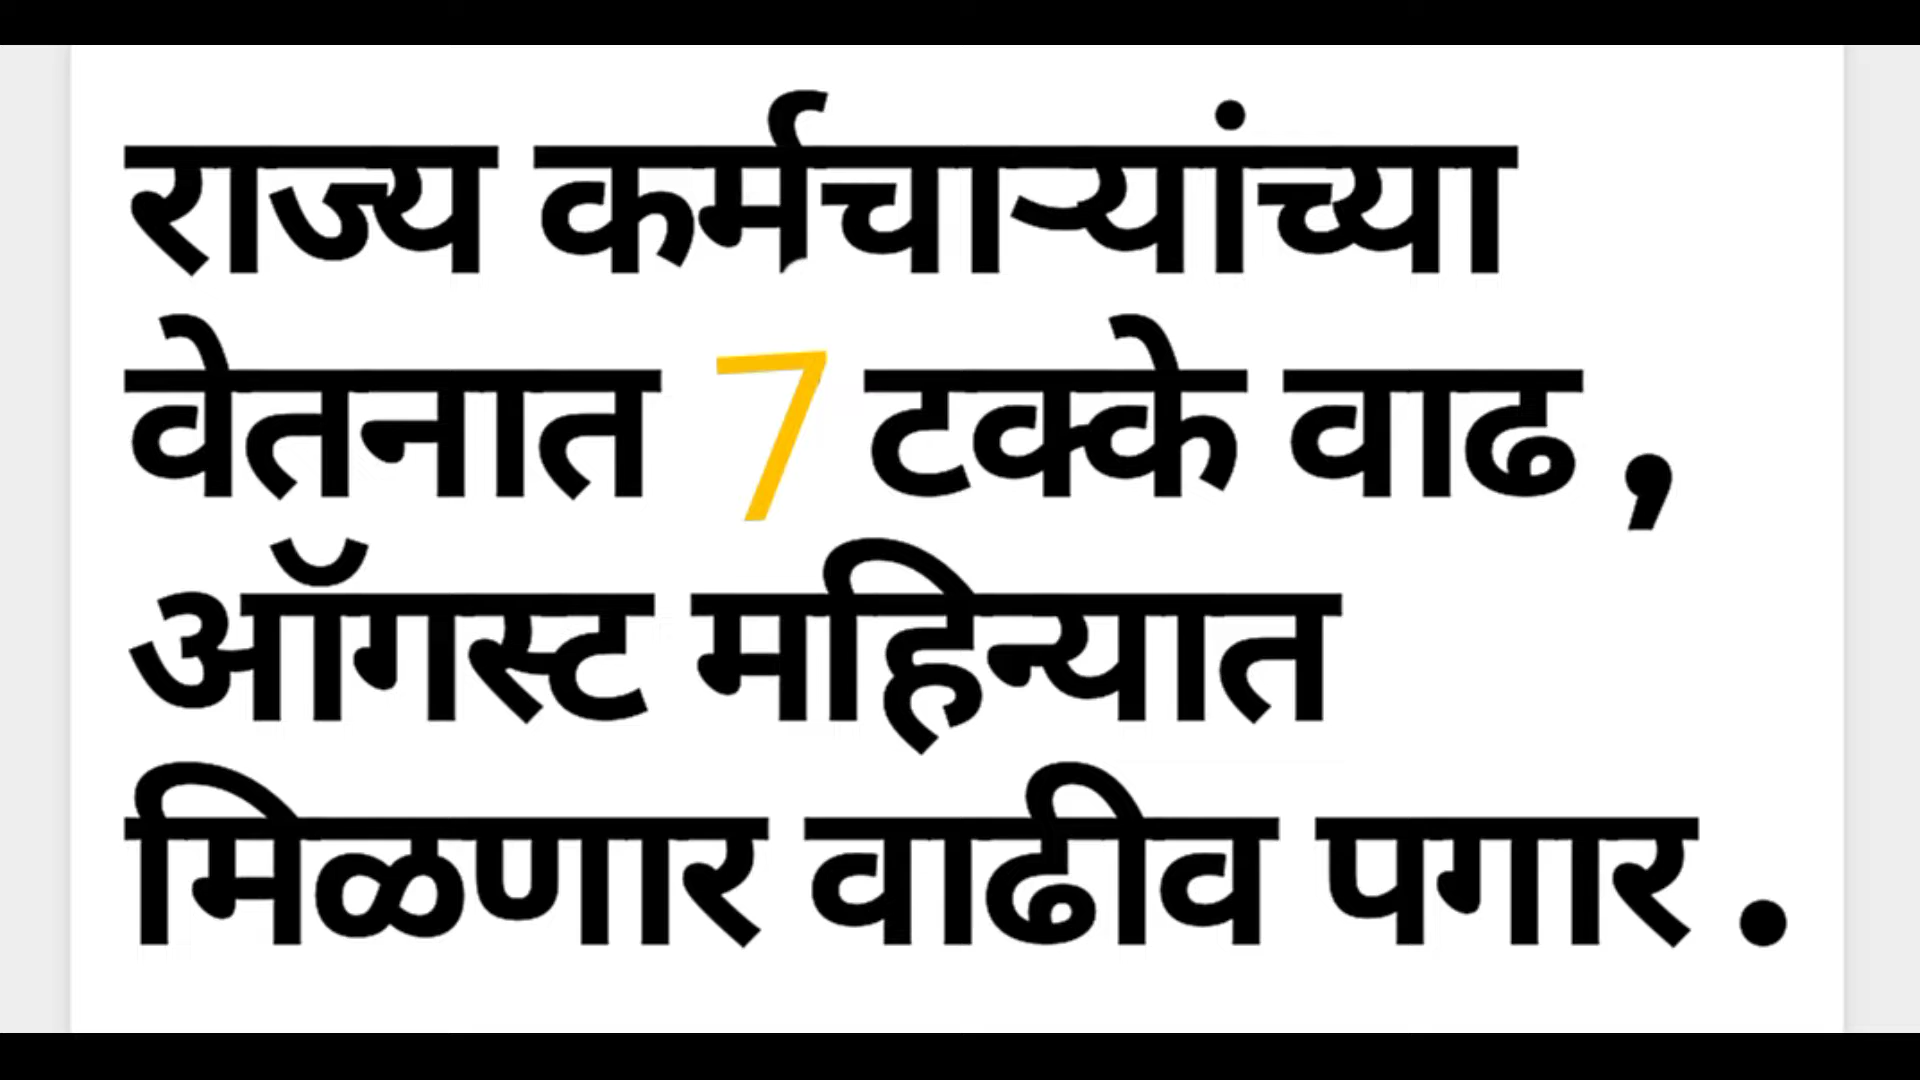 राज्य कर्मचाऱ्यांच्या
वेतनात 7 टक्के वाढ ,
ऑगस्ट महिन्यात
मिळणार वाढीव पगार .